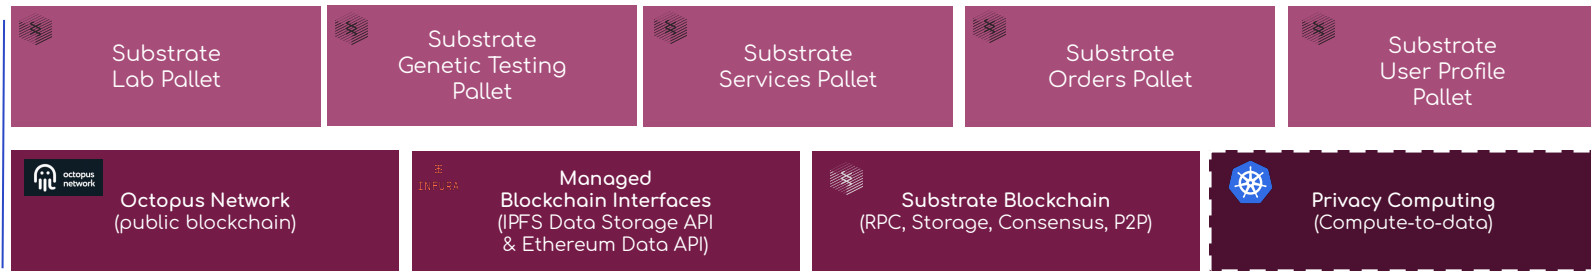 Substrate
Lab Pallet
Substrate
Genetic Testing
Pallet
Substrate
Services Pallet
Substrate
Orders Pallet
Substrate
User Profile
Pallet
octopus
network
Octopus Network
(public blockchain)
INFURA
Managed
Blockchain Interfaces
(IPFS Data Storage API
& Ethereum Data API)
Substrate Blockchain
(RPC, Storage, Consensus, P2P)
Privacy Computing
(Compute-to-data)